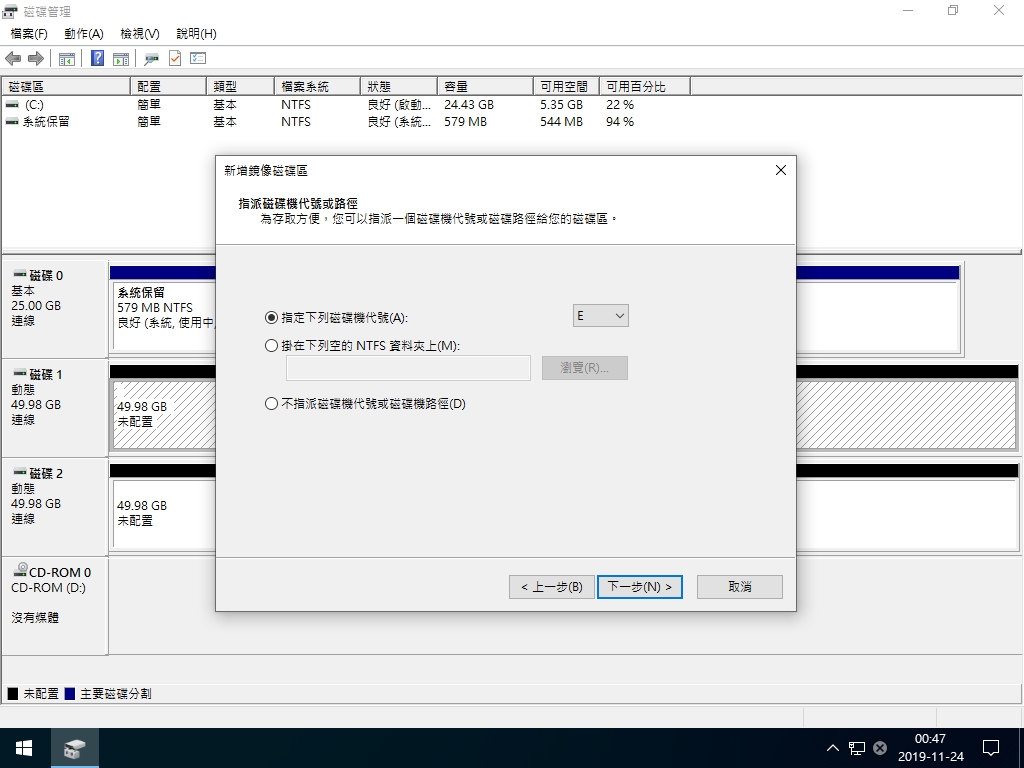 磁碟管理
檔案(F) 動作(A) 檢視(V) 說明(H)
磁碟區 配置 類型 檔案系統 狀態 容量 可用空間 可用百分比
(C:) 簡單 基本 NTFS 良好 (啟動... 24.43 GB 5.35 GB 22 %
系統保留 簡單 基本 NTFS 良好 (系統... 579 MB 544 MB 94 %
新增鏡像磁碟區
指派磁碟機代號或路徑
為存取方便，您可以指派一個磁碟機代號或磁碟路徑給您的磁碟區。
指定下列磁碟機代號(A): E
掛在下列空的 NTFS 資料夾上(M):
瀏覽(R)...
不指派磁碟機代號或磁碟機路徑(D)
< 上一步(B) 下一步(N) > 取消
磁碟 0
基本
25.00 GB
連線
系統保留
579 MB NTFS
良好 (系統, 使用中,
磁碟 1
動態
49.98 GB
連線
49.98 GB
未配置
磁碟 2
動態
49.98 GB
連線
49.98 GB
未配置
CD-ROM 0
CD-ROM (D:)
沒有媒體
未配置 主要磁碟分割
00:47
2019-11-24